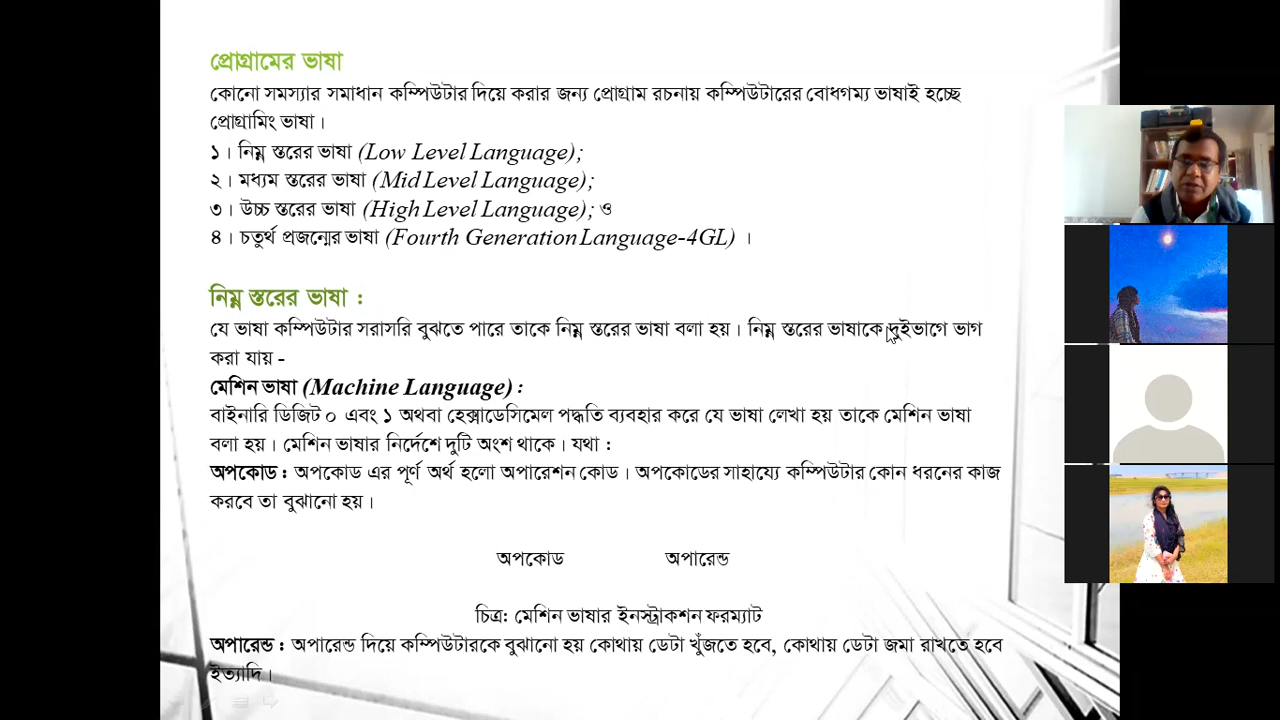 প্রোগ্রামের ভাষা
কোনো সমস্যার সমাধান কম্পিউটার দিয়ে করার জন্য প্রোগ্রাম রচনায় কম্পিউটারের বোধগম্য ভাষাই হচ্ছে
প্রোগ্রামিং ভাষা।
১। নিম্ন স্তরের ভাষা (Low Level Language);
২। মধ্যম স্তরের ভাষা (Mid Level Language);
৩। উচ্চ স্তরের ভাষা (High Level Language); ও
৪। চতুর্থ প্রজন্মের ভাষা (Fourth Generation Language-4GL) ।
নিম্ন স্তরের ভাষা :
যে ভাষা কম্পিউটার সরাসরি বুঝতে পারে তাকে নিম্ন স্তরের ভাষা বলা হয়। নিম্ন স্তরের ভাষাকে দুইভাগে ভাগ
করা যায় -
মেশিন ভাষা (Machine Language) :
বাইনারি ডিজিট ০ এবং ১ অথবা হেক্সাডেসিমেল পদ্ধতি ব্যবহার করে যে ভাষা লেখা হয় তাকে মেশিন ভাষা
বলা হয়। মেশিন ভাষার নির্দেশে দুটি অংশ থাকে। যথা :
অপকোড : অপকোড এর পূর্ণ অর্থ হলো অপারেশন কোড। অপকোডের সাহায্যে কম্পিউটার কোন ধরনের কাজ
করবে তা বুঝানো হয়।
অপকোড অপারেন্ড
চিত্র: মেশিন ভাষার ইনস্ট্রাকশন ফরম্যাট
অপারেন্ড : অপারেন্ড দিয়ে কম্পিউটারকে বুঝানো হয় কোথায় ডেটা খুঁজতে হবে, কোথায় ডেটা জমা রাখতে হবে
ইত্যাদি।